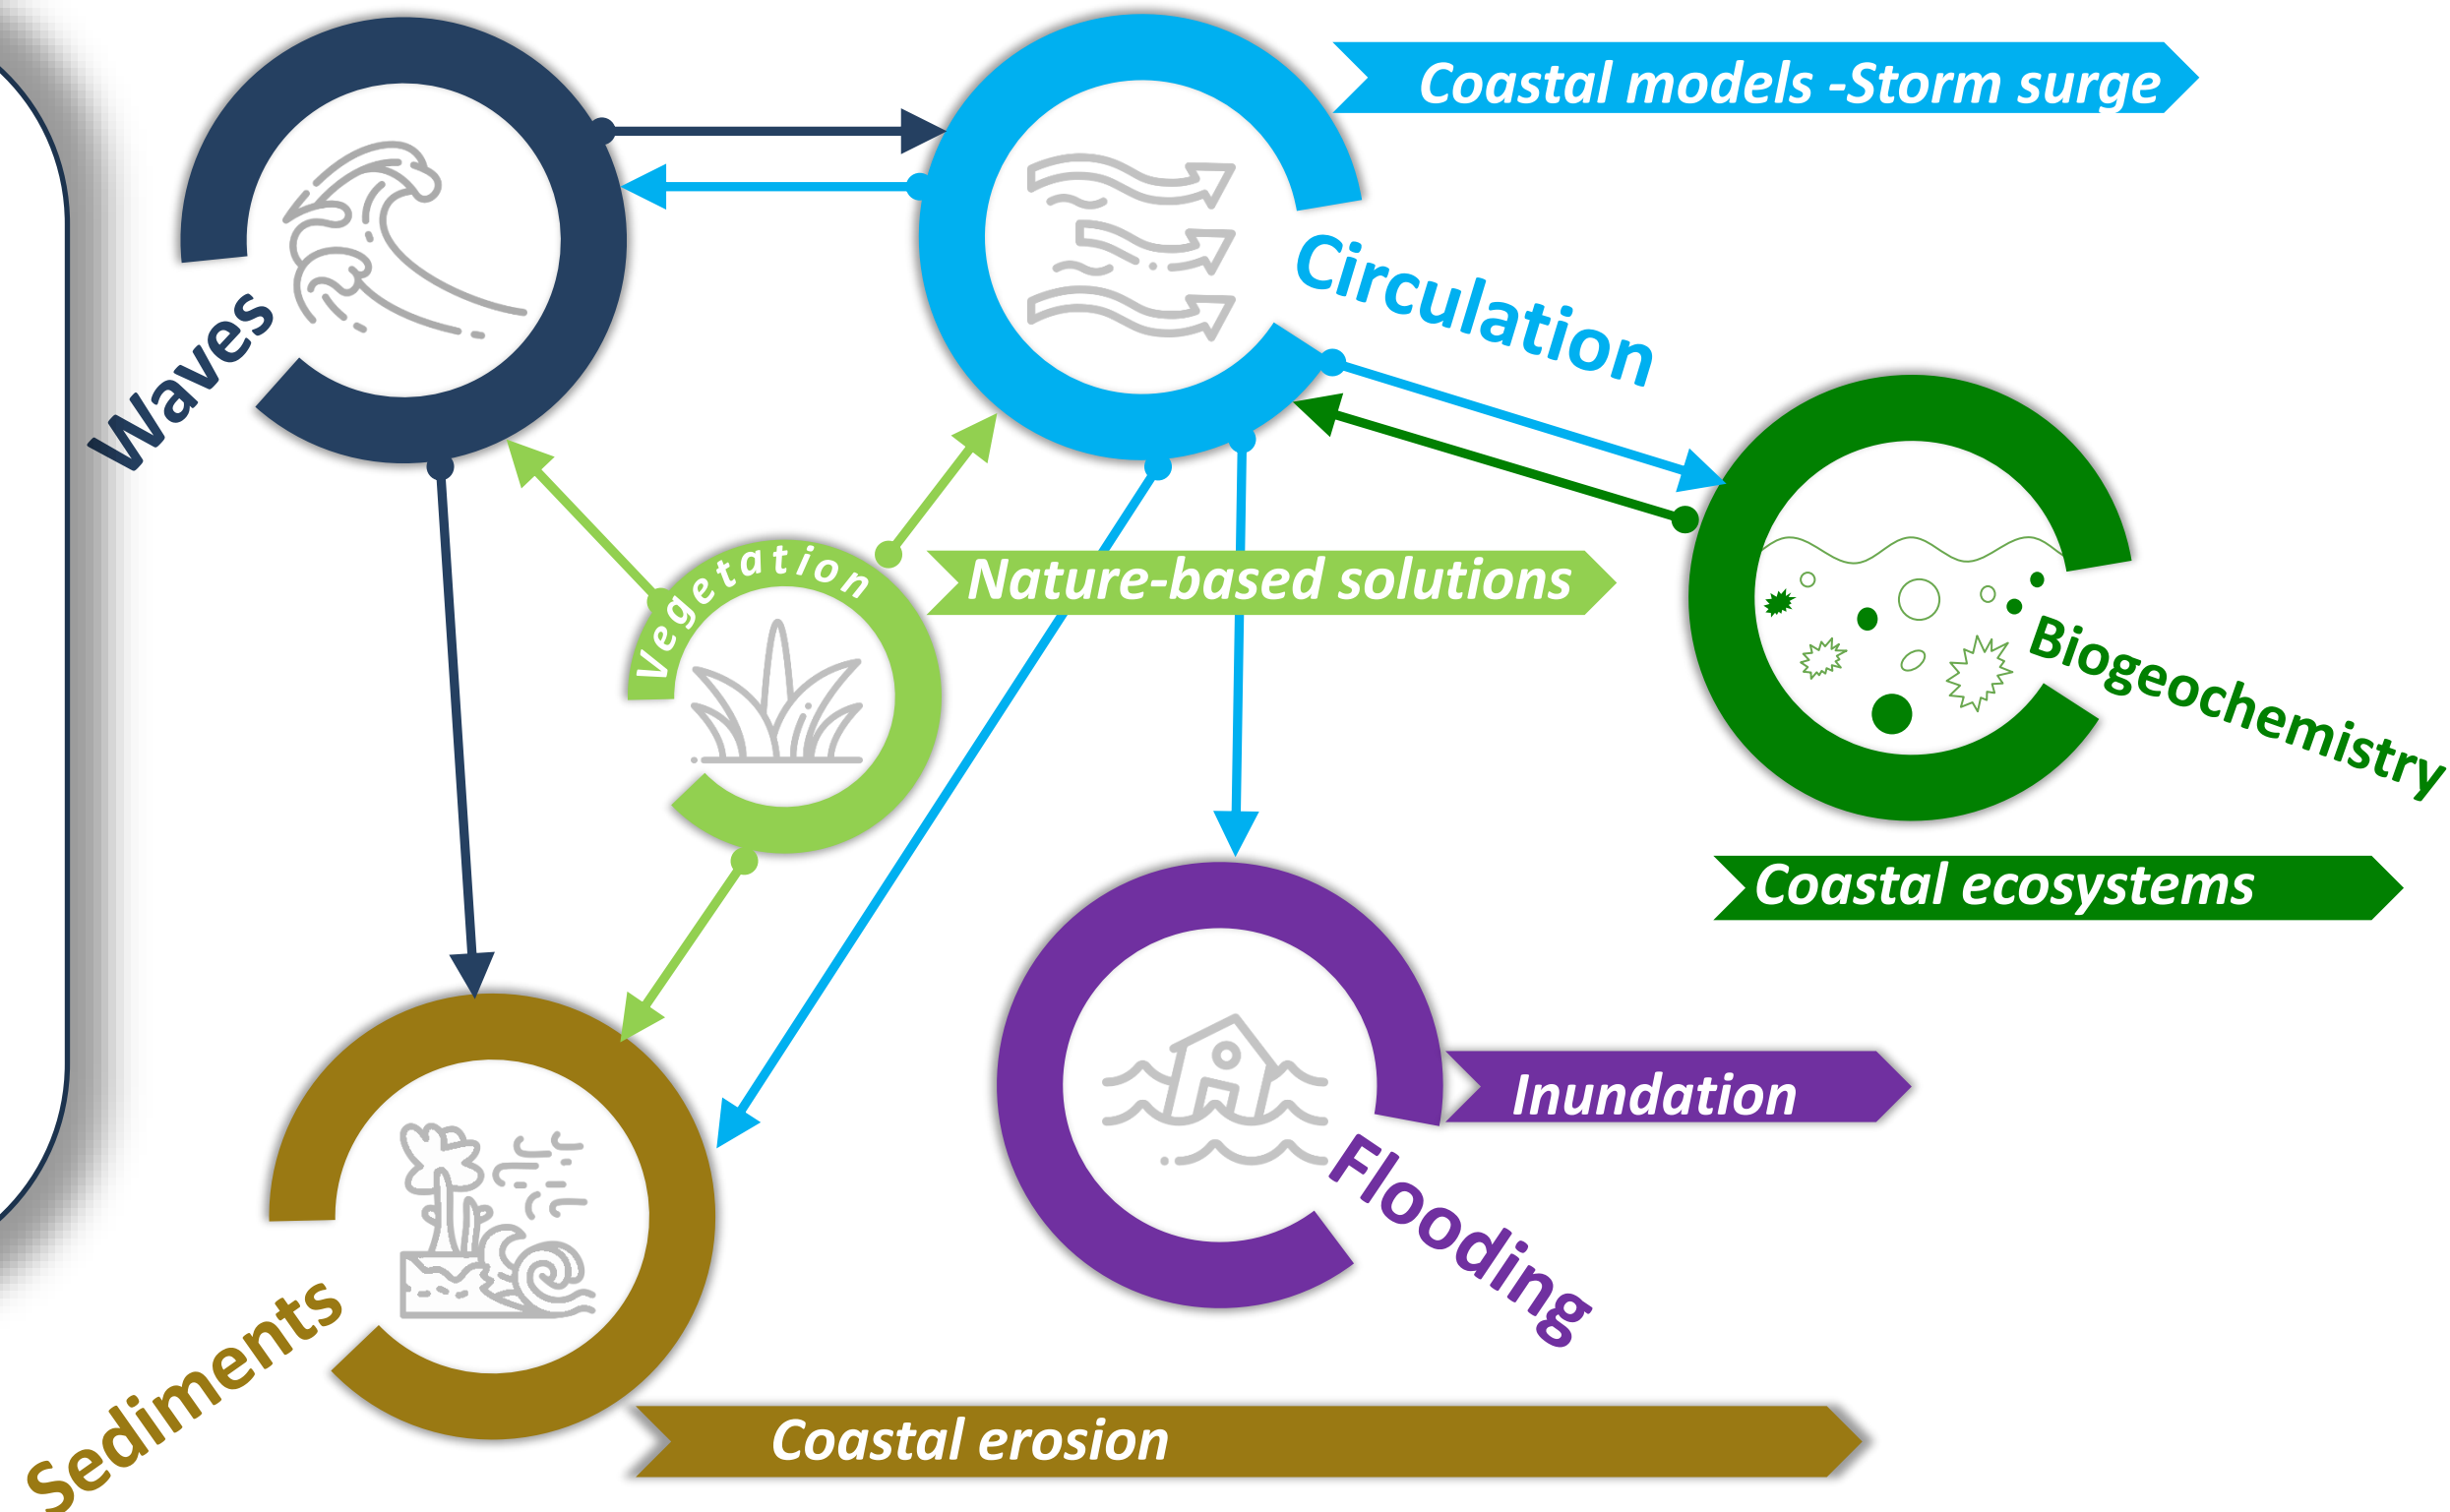 Coastal models -Storm surge
Circulation
Waves
Vegetation
Nature-based solutions
Biogeochemistry
Coastal ecosystems
Inundation
Flooding
Sediments
Coastal erosion